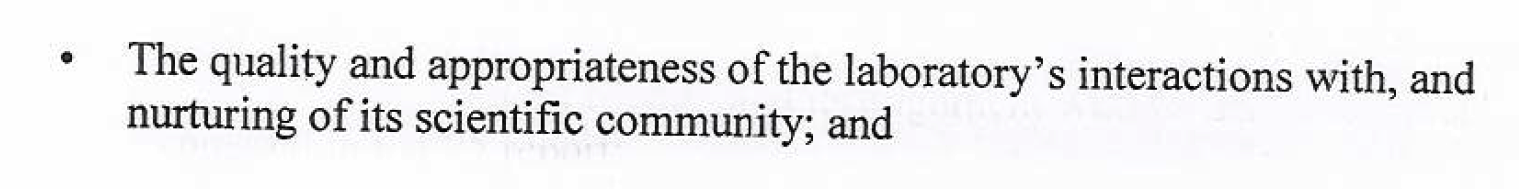 • The quality and appropriateness of the laboratory's interactions with, and
nurturing of its scientific community; and